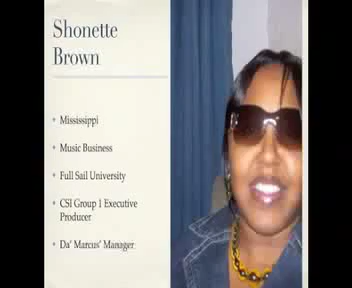 Shonette
Brown
Mississippi
Music Business
Full Sail University
CSI Group 1 Executive
Producer
Da' Marcus' Manager